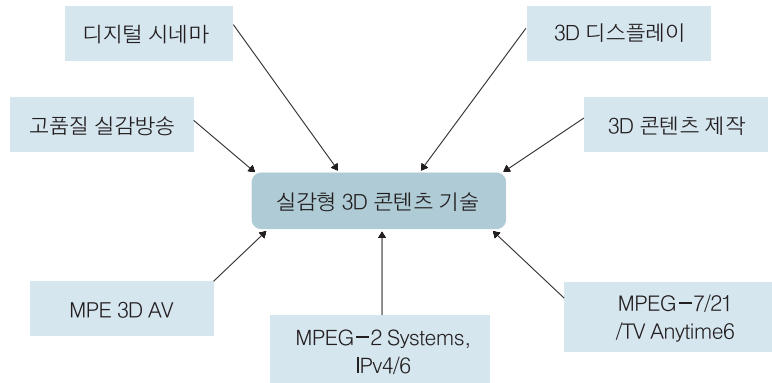 디지털 시네마
3D 디스플레이
고품질 실감방송
3D 콘텐츠 제작
실감형 3D 콘텐츠 기술
MPE 3D AV
MPEG-2 Systems,
IPv4/6
MPEG-7/21
/TV Anytime6